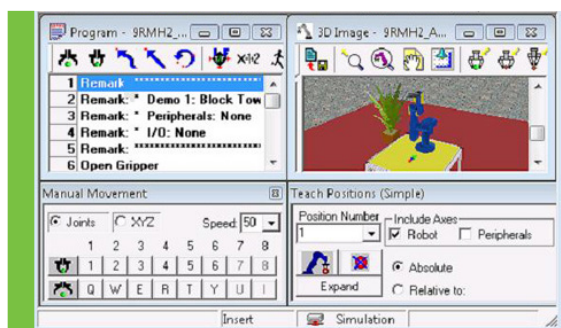 Program - 9RMH2_...
3D Image - 9RMH2_A...
XYZ
1 Remark: *********************
2 Remark: * Demo 1: Block Tow
3 Remark: * Peripherals: None
4 Remark: * I/O: None
5 Remark: *********************
6 Open Gripper
Manual Movement
Joints XYZ Speed: 50
1 2 3 4 5 6 7 8
1 2 3 4 5 6 7 8
Q W E R T Y U I
Teach Positions (Simple)
Position Number
1
Include Axes
Robot Peripherals
Expand
Absolute
Relative to:
Insert Simulation